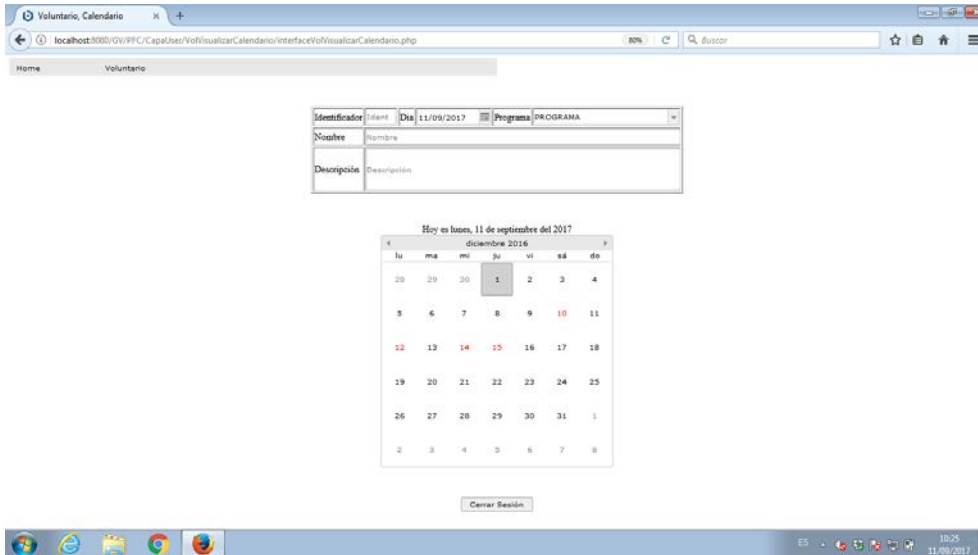 Voluntario, Calendario × +
localhost:8080/GV/PFC/CapaUser/VolVisualizarCalendario/interfaceVolVisualizarCalendario.php 80% Buscar
Home Voluntario
Identificador Ident Dia 11/09/2017 Programa PROGRAMA
Nombre Nombre
Descripción Descripción
Hoy es lunes, 11 de septiembre del 2017
diciembre 2016
lu ma mi ju vi sá do
28 29 30 1 2 3 4
5 6 7 8 9 10 11
12 13 14 15 16 17 18
19 20 21 22 23 24 25
26 27 28 29 30 31 1
2 3 4 5 6 7 8
Cerrar Sesión
ES 10:25
11/09/2017